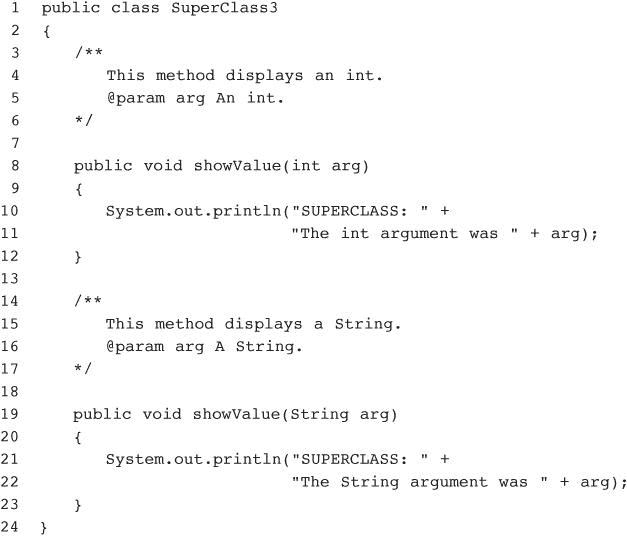 1 public class SuperClass3
2 {
3 /**
4 This method displays an int.
5 @param arg An int.
6 */
7
8 public void showValue(int arg)
9 {
10 System.out.println("SUPERCLASS: " +
11 "The int argument was " + arg);
12 }
13
14 /**
15 This method displays a String.
16 @param arg A String.
17 */
18
19 public void showValue(String arg)
20 {
21 System.out.println("SUPERCLASS: " +
22 "The String argument was " + arg);
23 }
24 }